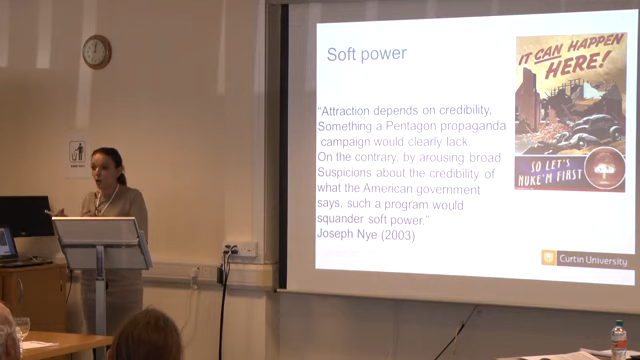 Soft power
"Attraction depends on credibility,
Something a Pentagon propaganda
campaign would clearly lack.
On the contrary, by arousing broad
Suspicions about the credibility of
what the American government
says, such a program would
squander soft power."
Joseph Nye (2003)
IT CAN HAPPEN
HERE!
SO LET'S
NUKE'M FIRST
Curtin University